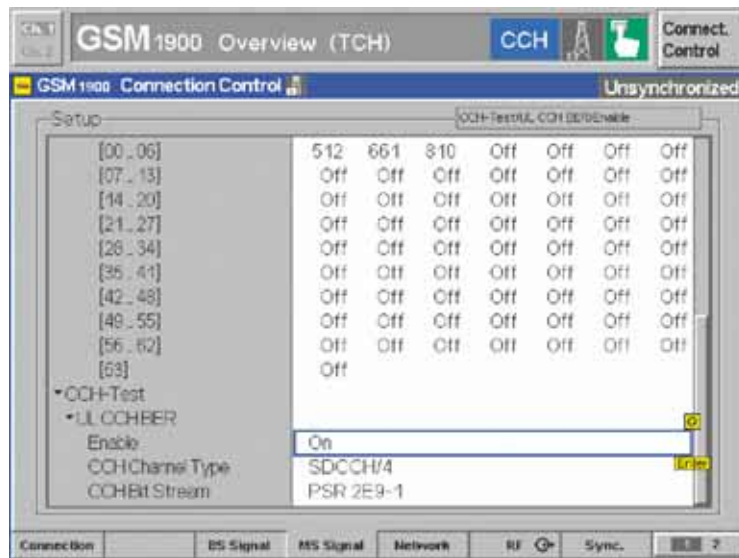 Ch. 1
Ch. 2
GSM 1900 Overview (TCH)
CCH
Connect.
Control
GSM 1900 Connection Control
Unsynchronized
Setup
CCH-Test/UL CCH BER/Enable
[00 .. 06] 512 661 810 Off Off Off Off
[07 .. 13] Off Off Off Off Off Off Off
[14 .. 20] Off Off Off Off Off Off Off
[21 .. 27] Off Off Off Off Off Off Off
[28 .. 34] Off Off Off Off Off Off Off
[35 .. 41] Off Off Off Off Off Off Off
[42 .. 48] Off Off Off Off Off Off Off
[49 .. 55] Off Off Off Off Off Off Off
[56 .. 62] Off Off Off Off Off Off Off
[63] Off
CCH-Test
UL CCH BER
Enable On
CCH Channel Type SDCCH/4
Enter
CCH Bit Stream PSR 2E9-1
Connection
BS Signal
MS Signal
Network
RF
Sync.
1 2